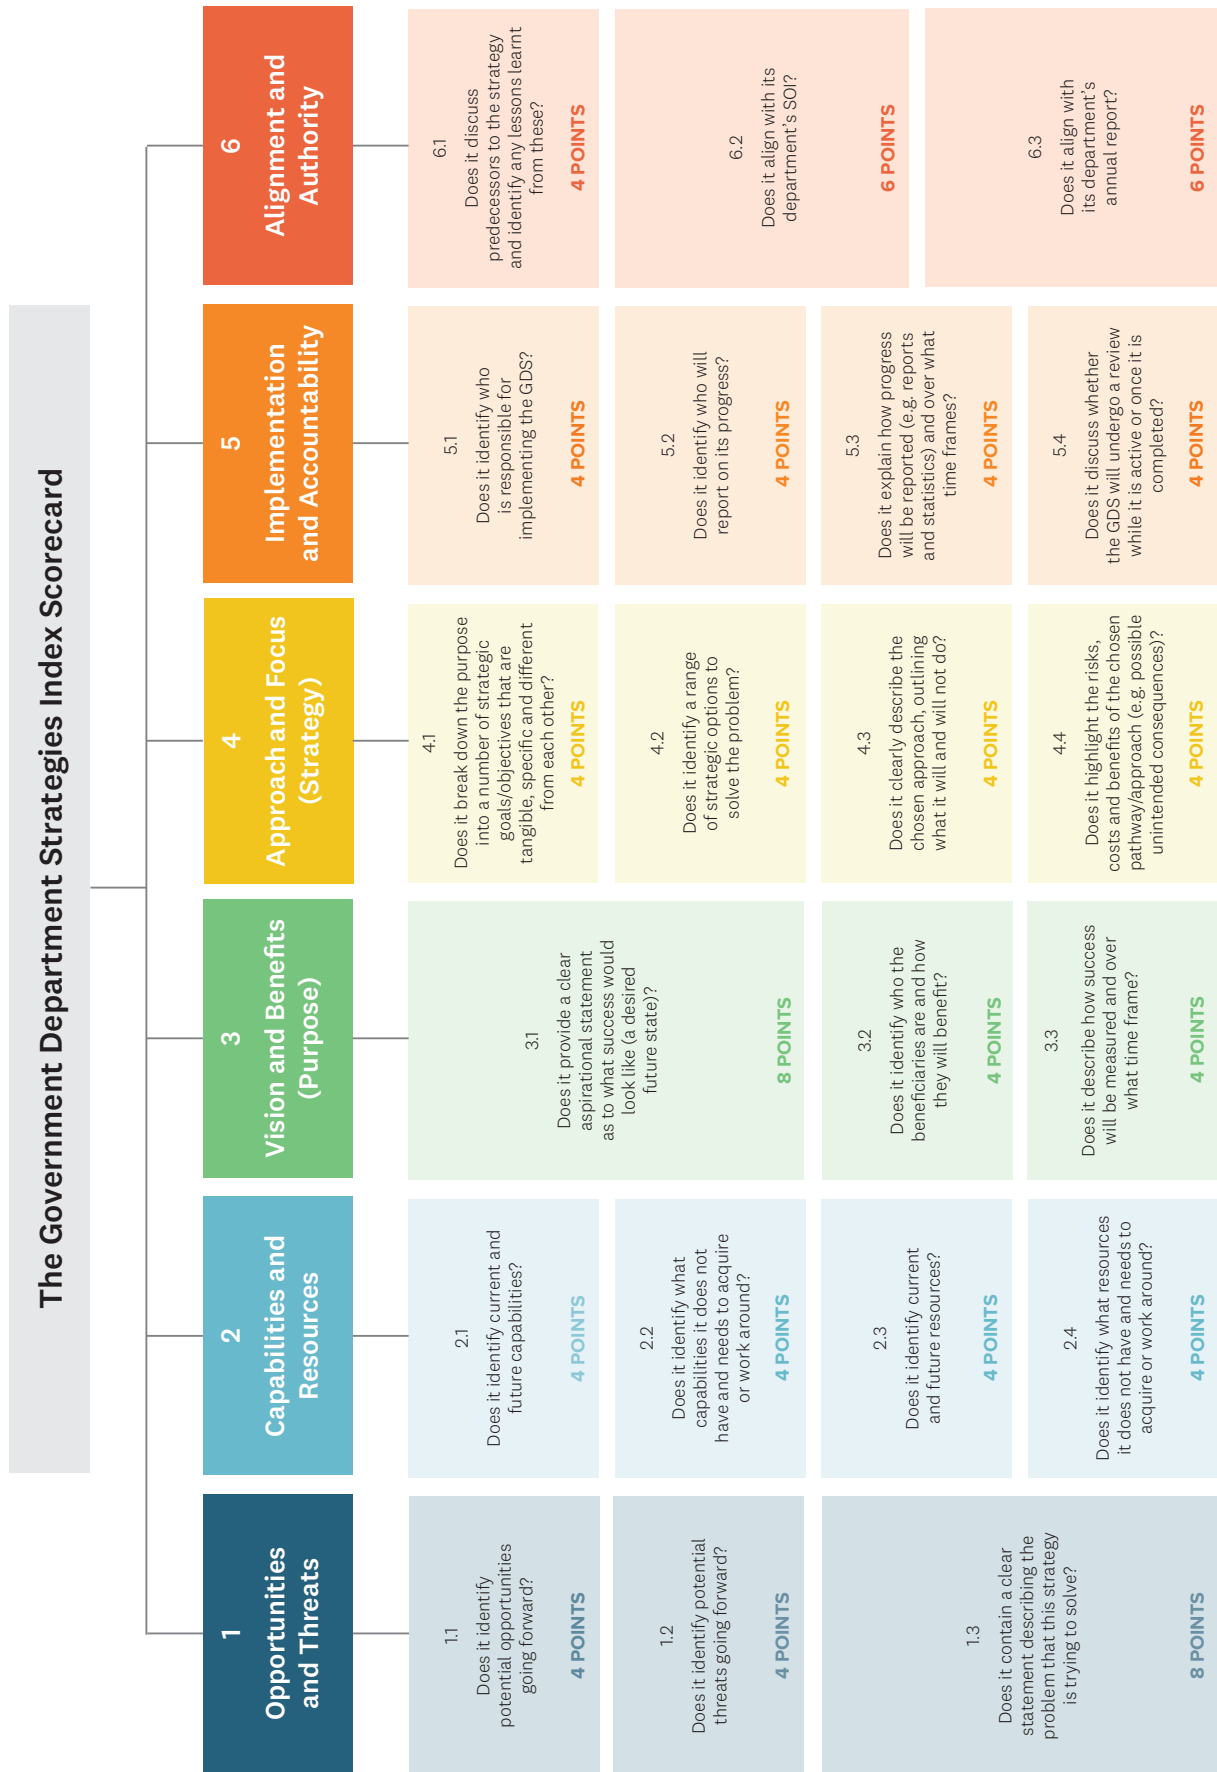 The Government Department Strategies Index Scorecard
1
Opportunities
and Threats
1.1
Does it identify
potential opportunities
going forward?
4 POINTS
1.2
Does it identify potential
threats going forward?
4 POINTS
1.3
Does it contain a clear
statement describing the
problem that this strategy
is trying to solve?
8 POINTS
2
Capabilities and
Resources
2.1
Does it identify current and
future capabilities?
4 POINTS
2.2
Does it identify what
capabilities it does not
have and needs to acquire
or work around?
4 POINTS
2.3
Does it identify current
and future resources?
4 POINTS
2.4
Does it identify what resources
it does not have and needs to
acquire or work around?
4 POINTS
3
Vision and Benefits
(Purpose)
3.1
Does it provide a clear
aspirational statement
as to what success would
look like (a desired
future state)?
8 POINTS
3.2
Does it identify who the
beneficiaries are and how
they will benefit?
4 POINTS
3.3
Does it describe how success
will be measured and over
what time frame?
4 POINTS
4
Approach and Focus
(Strategy)
4.1
Does it break down the purpose
into a number of strategic
goals/objectives that are
tangible, specific and different
from each other?
4 POINTS
4.2
Does it identify a range
of strategic options to
solve the problem?
4 POINTS
4.3
Does it clearly describe the
chosen approach, outlining
what it will and will not do?
4 POINTS
4.4
Does it highlight the risks,
costs and benefits of the chosen
pathway/approach (e.g. possible
unintended consequences)?
4 POINTS
5
Implementation
and Accountability
5.1
Does it identify who
is responsible for
implementing the GDS?
4 POINTS
5.2
Does it identify who will
report on its progress?
4 POINTS
5.3
Does it explain how progress
will be reported (e.g. reports
and statistics) and over what
time frames?
4 POINTS
5.4
Does it discuss whether
the GDS will undergo a review
while it is active or once it is
completed?
4 POINTS
6
Alignment and
Authority
6.1
Does it discuss
predecessors to the strategy
and identify any lessons learnt
from these?
4 POINTS
6.2
Does it align with its
department's SOI?
6 POINTS
6.3
Does it align with
its department's
annual report?
6 POINTS